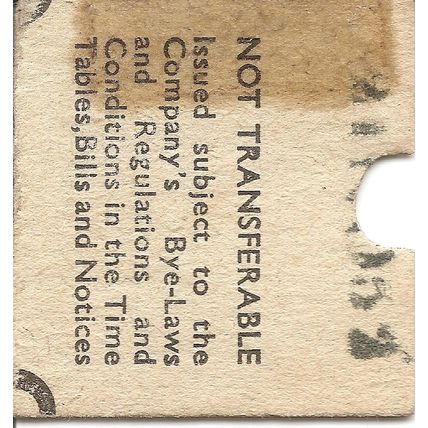 NOT TRANSFERABLE
Issued subject to the
Company's Bye-Laws
and Regulations and
Conditions in the Time
Tables,Bills and Notices